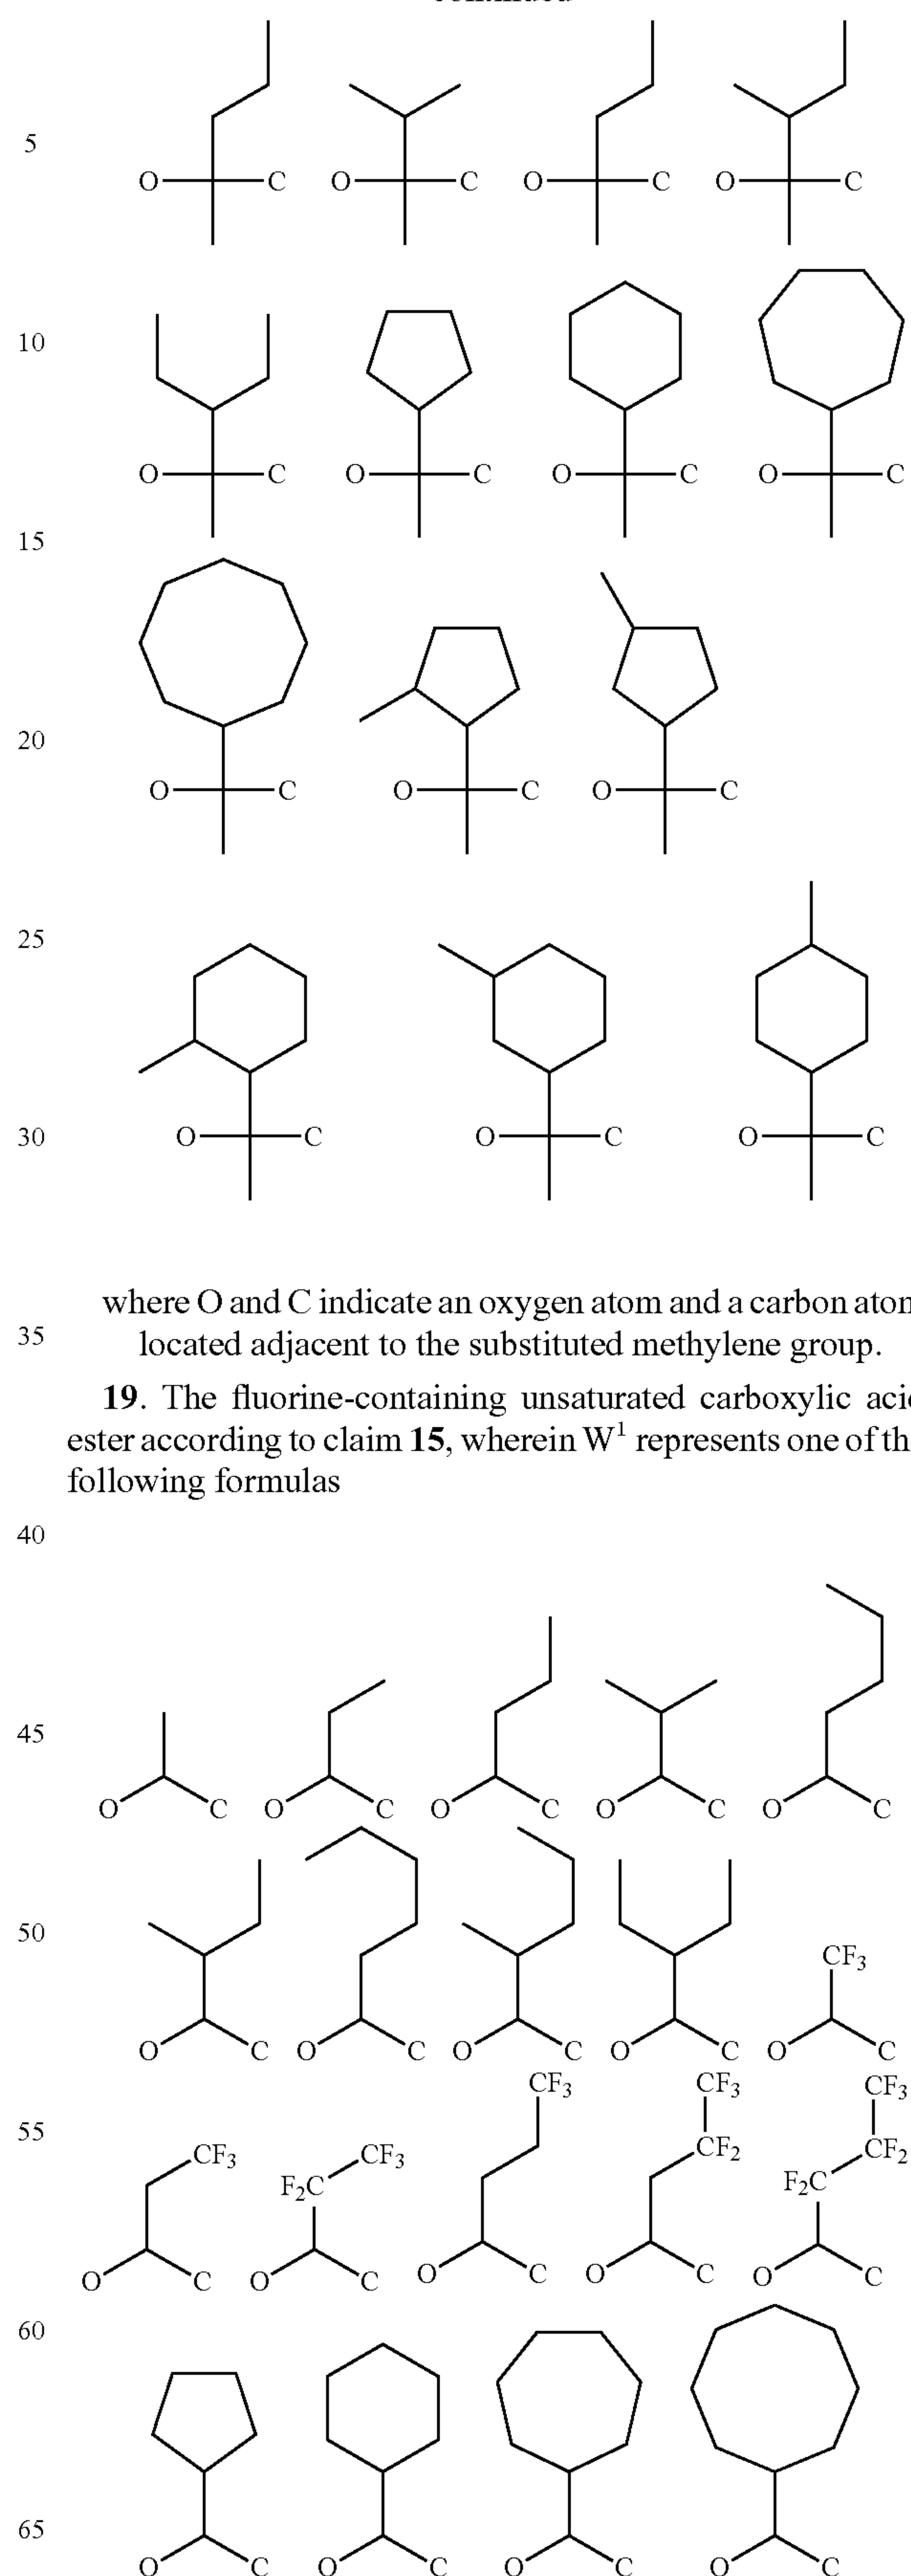 5
O C O C O C O C
10
O C O C O C O C
15
20
O C O C O C
25
30
O C O C O C
where O and C indicate an oxygen atom and a carbon atom
35
located adjacent to the substituted methylene group.
19. The fluorine-containing unsaturated carboxylic acid
ester according to claim 15, wherein W¹ represents one of the
following formulas
40
45
O C O C O C O C O C
50
CF₃
O C O C O C O C O C
CF₃ CF₃ CF₃
55
CF₃ F₂C CF₃ CF₂ F₂C CF₂
O C O C O C O C O C
60
65
O C O C O C O C